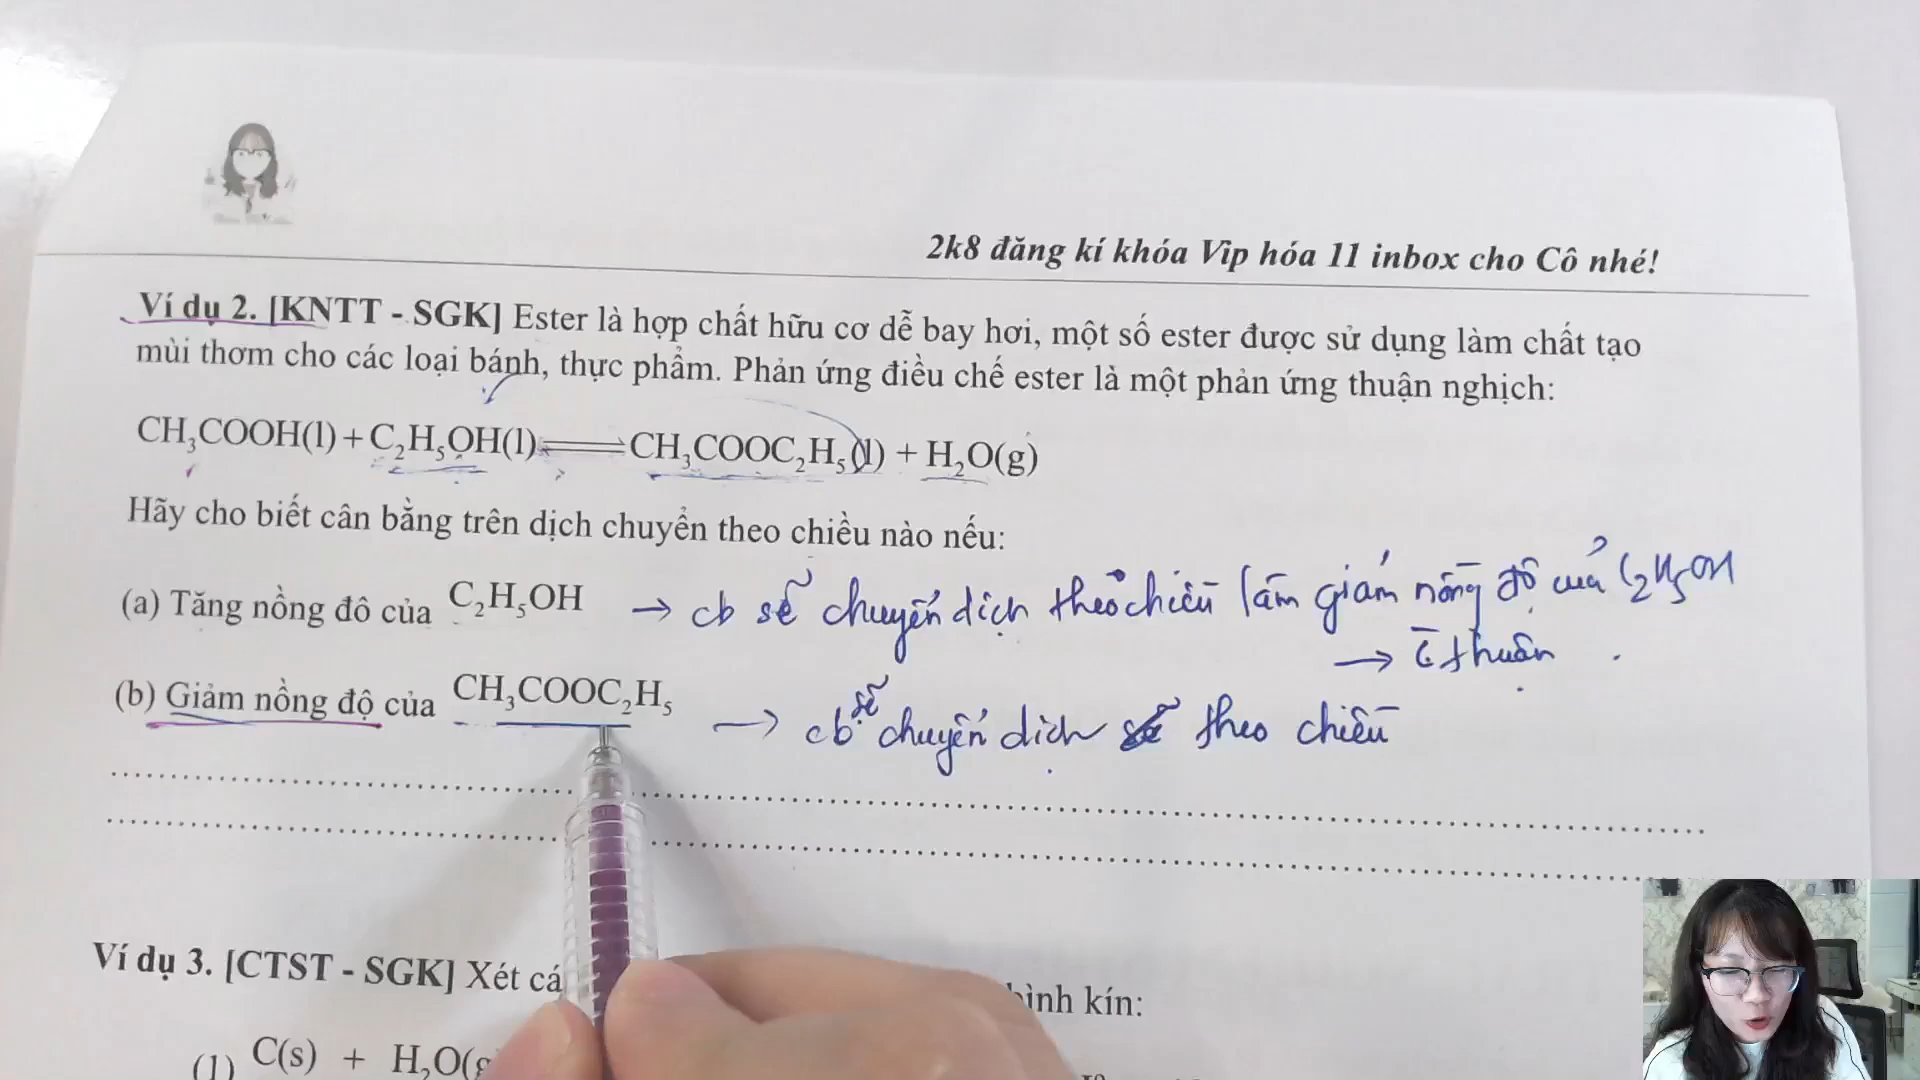 2k8 đăng kí khóa Vip hóa 11 inbox cho Cô nhé!
Ví dụ 2. [KNTT - SGK] Ester là hợp chất hữu cơ dễ bay hơi, một số ester được sử dụng làm chất tạo
mùi thơm cho các loại bánh, thực phẩm. Phản ứng điều chế ester là một phản ứng thuận nghịch:
CH₃COOH(l) + C₂H₅OH(l) ⇌ CH₃COOC₂H₅(l) + H₂O(g)
Hãy cho biết cân bằng trên dịch chuyển theo chiều nào nếu:
(a) Tăng nồng đô của C₂H₅OH → cb sẽ chuyển dịch theo chiều làm giảm nồng độ của C₂H₅OH
→ thuận
(b) Giảm nồng độ của CH₃COOC₂H₅ → cb sẽ chuyển dịch theo chiều
Ví dụ 3. [CTST - SGK] Xét bình kín:
(1) C(s) + H₂O(g